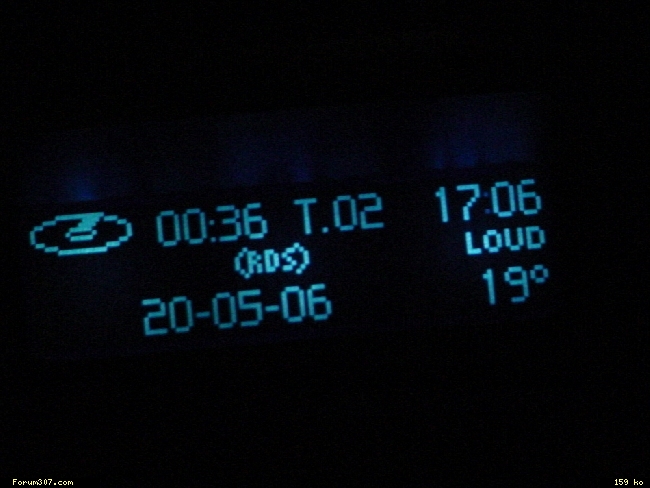 00:36 T.02 17:06
(RDS) LOUD
20-05-06 19°
Forum307.com 159 ko